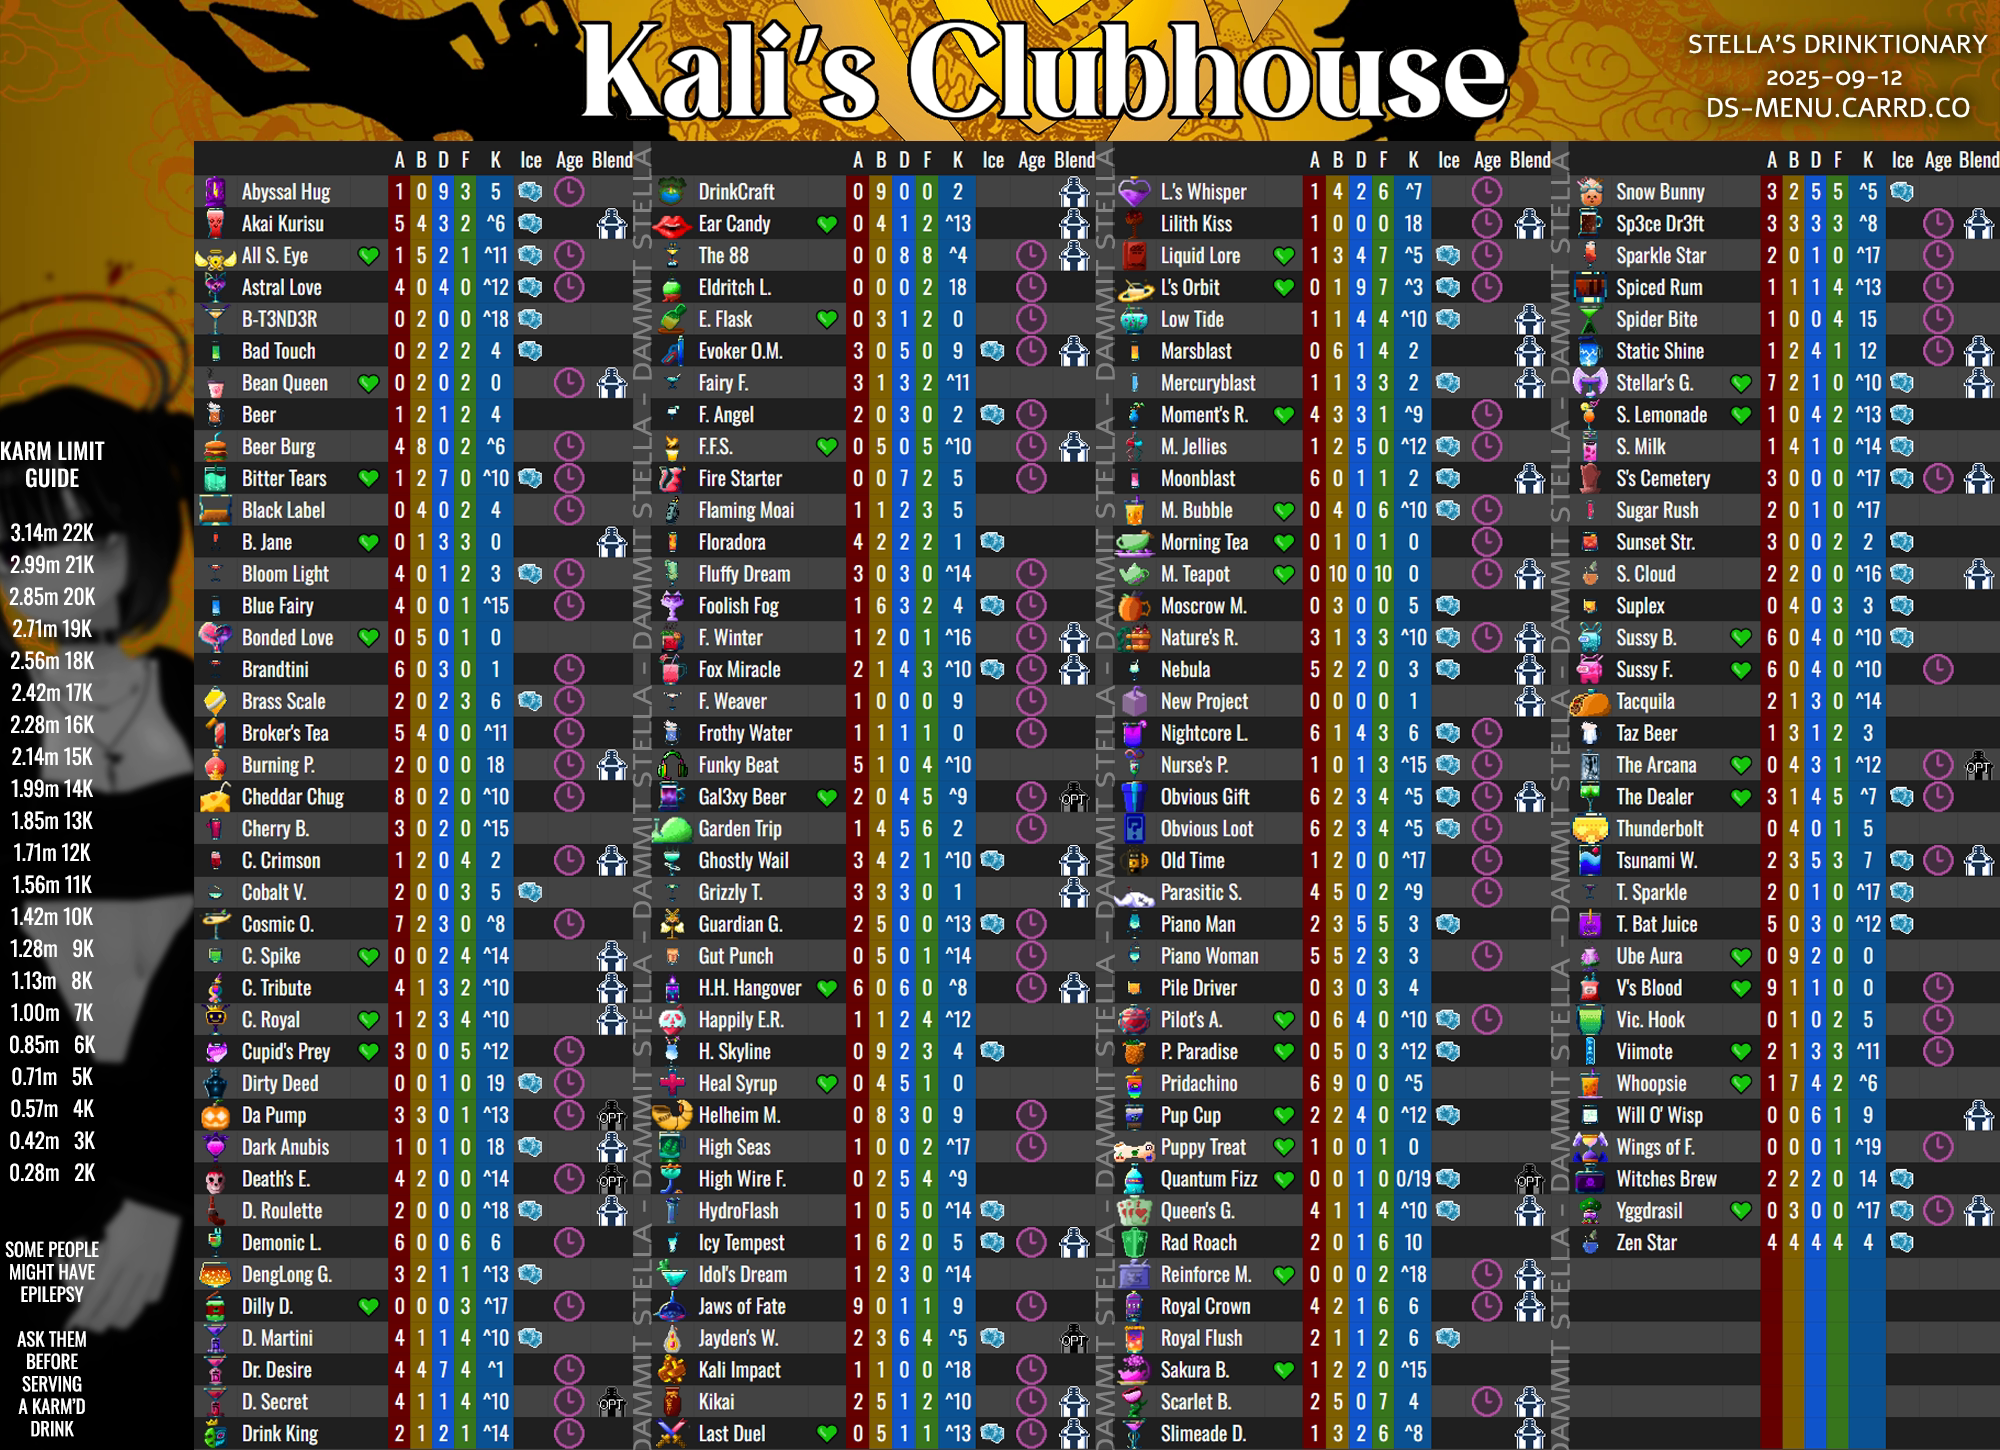 Kali's Clubhouse
STELLA'S DRINKTIONARY
2025-09-12
DS-MENU.CARRD.CO
KARM LIMIT
GUIDE
3.14m 22K
2.99m 21K
2.85m 20K
2.71m 19K
2.56m 18K
2.42m 17K
2.28m 16K
2.14m 15K
1.99m 14K
1.85m 13K
1.71m 12K
1.56m 11K
1.42m 10K
1.28m 9K
1.13m 8K
1.00m 7K
0.85m 6K
0.71m 5K
0.57m 4K
0.42m 3K
0.28m 2K
SOME PEOPLE
MIGHT HAVE
EPILEPSY
ASK THEM
BEFORE
SERVING
A KARM'D
DRINK
A B D F K Ice Age Blend
Abyssal Hug 1 0 9 3 5
Akai Kurisu 5 4 3 2 ^6
All S. Eye 1 5 2 1 ^11
Astral Love 4 0 4 0 ^12
B-T3ND3R 0 2 0 0 ^18
Bad Touch 0 2 2 2 4
Bean Queen 0 2 0 2 0
Beer 1 2 1 2 4
Beer Burg 4 8 0 2 ^6
Bitter Tears 1 2 7 0 ^10
Black Label 0 4 0 2 4
B. Jane 0 1 3 3 0
Bloom Light 4 0 1 2 3
Blue Fairy 4 0 0 1 ^15
Bonded Love 0 5 0 1 0
Brandtini 6 0 3 0 1
Brass Scale 2 0 2 3 6
Broker's Tea 5 4 0 0 ^11
Burning P. 2 0 0 0 18
Cheddar Chug 8 0 2 0 ^10
Cherry B. 3 0 2 0 ^15
C. Crimson 1 2 0 4 2
Cobalt V. 2 0 0 3 5
Cosmic O. 7 2 3 0 ^8
C. Spike 0 0 2 4 ^14
C. Tribute 4 1 3 2 ^10
C. Royal 1 2 3 4 ^10
Cupid's Prey 3 0 0 5 ^12
Dirty Deed 0 0 1 0 19
Da Pump 3 3 0 1 ^13 OPT
Dark Anubis 1 0 1 0 18
Death's E. 4 2 0 0 ^14 OPT
D. Roulette 2 0 0 0 ^18
Demonic L. 6 0 0 6 6
DengLong G. 3 2 1 1 ^13
Dilly D. 0 0 0 3 ^17
D. Martini 4 1 1 4 ^10
Dr. Desire 4 4 7 4 ^1
D. Secret 4 1 1 4 ^10 OPT
Drink King 2 1 2 1 ^14
DAMMIT STELLA - DAMMIT STELLA - DAMMIT STELLA - DAMMIT STELLA
A B D F K Ice Age Blend
DrinkCraft 0 9 0 0 2
Ear Candy 0 4 1 2 ^13
The 88 0 0 8 8 ^4
Eldritch L. 0 0 0 2 18
E. Flask 0 3 1 2 0
Evoker O.M. 3 0 5 0 9
Fairy F. 3 1 3 2 ^11
F. Angel 2 0 3 0 2
F.F.S. 0 5 0 5 ^10
Fire Starter 0 0 7 2 5
Flaming Moai 1 1 2 3 5
Floradora 4 2 2 2 1
Fluffy Dream 3 0 3 0 ^14
Foolish Fog 1 6 3 2 4
F. Winter 1 2 0 1 ^16
Fox Miracle 2 1 4 3 ^10
F. Weaver 1 0 0 0 9
Frothy Water 1 1 1 1 0
Funky Beat 5 1 0 4 ^10
Gal3xy Beer 2 0 4 5 ^9 OPT
Garden Trip 1 4 5 6 2
Ghostly Wail 3 4 2 1 ^10
Grizzly T. 3 3 3 0 1
Guardian G. 2 5 0 0 ^13
Gut Punch 0 5 0 1 ^14
H.H. Hangover 6 0 6 0 ^8
Happily E.R. 1 1 2 4 ^12
H. Skyline 0 9 2 3 4
Heal Syrup 0 4 5 1 0
Helheim M. 0 8 3 0 9
High Seas 1 0 0 2 ^17
High Wire F. 0 2 5 4 ^9
HydroFlash 1 0 5 0 ^14
Icy Tempest 1 6 2 0 5
Idol's Dream 1 2 3 0 ^14
Jaws of Fate 9 0 1 1 9
Jayden's W. 2 3 6 4 ^5 OPT
Kali Impact 1 1 0 0 ^18
Kikai 2 5 1 2 ^10
Last Duel 0 5 1 1 ^13
DAMMIT STELLA - DAMMIT STELLA - DAMMIT STELLA - DAMMIT STELLA
A B D F K Ice Age Blend
L.'s Whisper 1 4 2 6 ^7
Lilith Kiss 1 0 0 0 18
Liquid Lore 1 3 4 7 ^5
L's Orbit 0 1 9 7 ^3
Low Tide 1 1 4 4 ^10
Marsblast 0 6 1 4 2
Mercuryblast 1 1 3 3 2
Moment's R. 4 3 3 1 ^9
M. Jellies 1 2 5 0 ^12
Moonblast 6 0 1 1 2
M. Bubble 0 4 0 6 ^10
Morning Tea 0 1 0 1 0
M. Teapot 0 10 0 10 0
Moscrow M. 0 3 0 0 5
Nature's R. 3 1 3 3 ^10
Nebula 5 2 2 0 3
New Project 0 0 0 0 1
Nightcore L. 6 1 4 3 6
Nurse's P. 1 0 1 3 ^15
Obvious Gift 6 2 3 4 ^5
Obvious Loot 6 2 3 4 ^5
Old Time 1 2 0 0 ^17
Parasitic S. 4 5 0 2 ^9
Piano Man 2 3 5 5 3
Piano Woman 5 5 2 3 3
Pile Driver 0 3 0 3 4
Pilot's A. 0 6 4 0 ^10
P. Paradise 0 5 0 3 ^12
Pridachino 6 9 0 0 ^5
Pup Cup 2 2 4 0 ^12
Puppy Treat 1 0 0 1 0
Quantum Fizz 0 0 1 0 0/19 OPT
Queen's G. 4 1 1 4 ^10
Rad Roach 2 0 1 6 10
Reinforce M. 0 0 0 2 ^18
Royal Crown 4 2 1 6 6
Royal Flush 2 1 1 2 6
Sakura B. 1 2 2 0 ^15
Scarlet B. 2 5 0 7 4
Slimeade D. 1 3 2 6 ^8
DAMMIT STELLA - DAMMIT STELLA - DAMMIT STELLA - DAMMIT STELLA
A B D F K Ice Age Blend
Snow Bunny 3 2 5 5 ^5
Sp3ce Dr3ft 3 3 3 3 ^8
Sparkle Star 2 0 1 0 ^17
Spiced Rum 1 1 1 4 ^13
Spider Bite 1 0 0 4 15
Static Shine 1 2 4 1 12
Stellar's G. 7 2 1 0 ^10
S. Lemonade 1 0 4 2 ^13
S. Milk 1 4 1 0 ^14
S's Cemetery 3 0 0 0 ^17
Sugar Rush 2 0 1 0 ^17
Sunset Str. 3 0 0 2 2
S. Cloud 2 2 0 0 ^16
Suplex 0 4 0 3 3
Sussy B. 6 0 4 0 ^10
Sussy F. 6 0 4 0 ^10
Tacquila 2 1 3 0 ^14
Taz Beer 1 3 1 2 3
The Arcana 0 4 3 1 ^12 OPT
The Dealer 3 1 4 5 ^7
Thunderbolt 0 4 0 1 5
Tsunami W. 2 3 5 3 7
T. Sparkle 2 0 1 0 ^17
T. Bat Juice 5 0 3 0 ^12
Ube Aura 0 9 2 0 0
V's Blood 9 1 1 0 0
Vic. Hook 0 1 0 2 5
Viimote 2 1 3 3 ^11
Whoopsie 1 7 4 2 ^6
Will O' Wisp 0 0 6 1 9
Wings of F. 0 0 0 1 ^19
Witches Brew 2 2 2 0 14
Yggdrasil 0 3 0 0 ^17
Zen Star 4 4 4 4 4